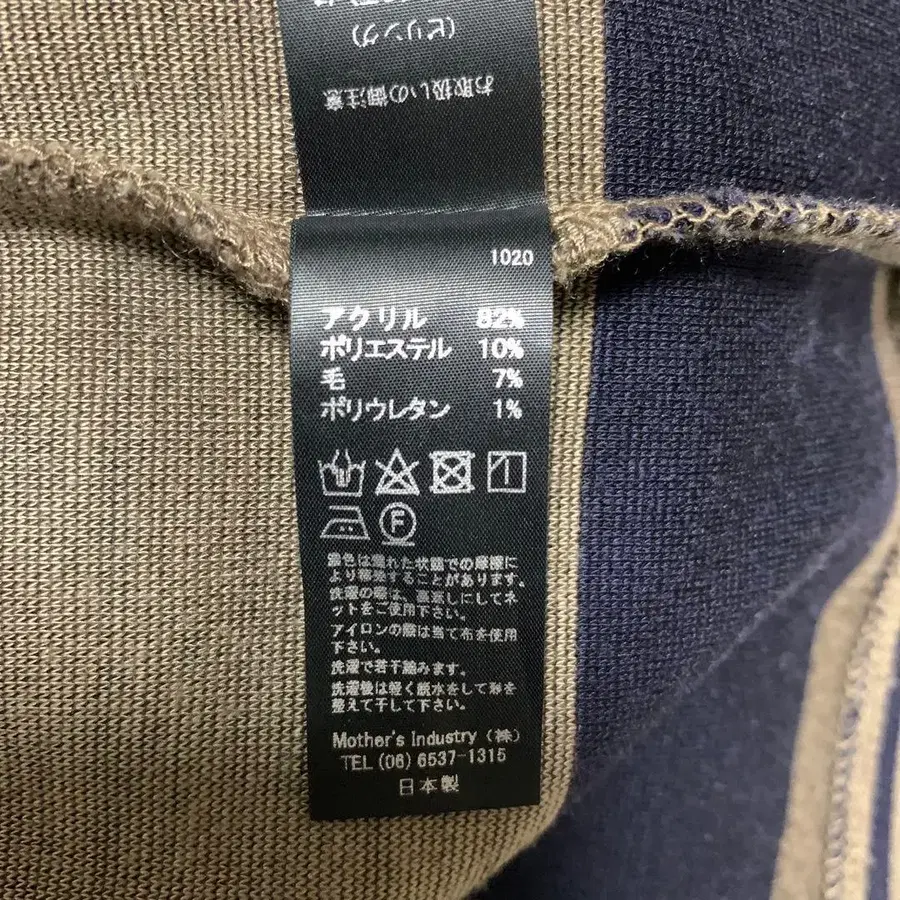 お取扱いの御注意
(ピリング)
1020
アクリル 82%
ポリエステル 10%
毛 7%
ポリウレタン 1%
F
濃色は濡れた状態での摩擦に
より移染することがあります。
洗濯の際は、裏返しにしてネ
ットをご使用下さい。
アイロンの際は当て布を使用
下さい。
洗濯で若干縮みます。
洗濯後は軽く脱水をして形を
整えて干して下さい。
Mother's Industry (株)
TEL (06) 6537-1315
日本製